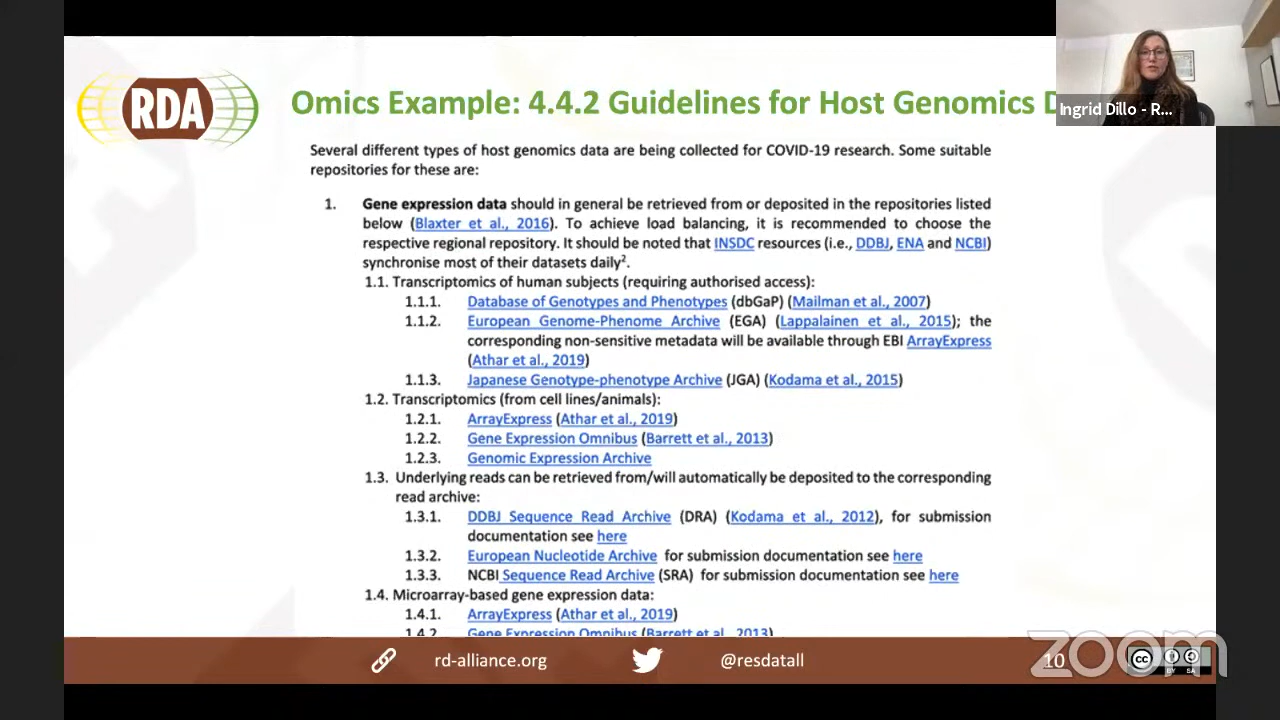 RDA
Omics Example: 4.4.2 Guidelines for Host Genomics D
Ingrid Dillo - R...
Several different types of host genomics data are being collected for COVID-19 research. Some suitable
repositories for these are:
1. Gene expression data should in general be retrieved from or deposited in the repositories listed
below (Blaxter et al., 2016). To achieve load balancing, it is recommended to choose the
respective regional repository. It should be noted that INSDC resources (i.e., DDBJ, ENA and NCBI)
synchronise most of their datasets daily².
1.1. Transcriptomics of human subjects (requiring authorised access):
1.1.1. Database of Genotypes and Phenotypes (dbGaP) (Mailman et al., 2007)
1.1.2. European Genome-Phenome Archive (EGA) (Lappalainen et al., 2015); the
corresponding non-sensitive metadata will be available through EBI ArrayExpress
(Athar et al., 2019)
1.1.3. Japanese Genotype-phenotype Archive (JGA) (Kodama et al., 2015)
1.2. Transcriptomics (from cell lines/animals):
1.2.1. ArrayExpress (Athar et al., 2019)
1.2.2. Gene Expression Omnibus (Barrett et al., 2013)
1.2.3. Genomic Expression Archive
1.3. Underlying reads can be retrieved from/will automatically be deposited to the corresponding
read archive:
1.3.1. DDBJ Sequence Read Archive (DRA) (Kodama et al., 2012), for submission
documentation see here
1.3.2. European Nucleotide Archive for submission documentation see here
1.3.3. NCBI Sequence Read Archive (SRA) for submission documentation see here
1.4. Microarray-based gene expression data:
1.4.1. ArrayExpress (Athar et al., 2019)
1.4.2 Gene Expression Omnibus (Barrett et al., 2013)
rd-alliance.org
@resdatall
10
zoom
cc
BY SA